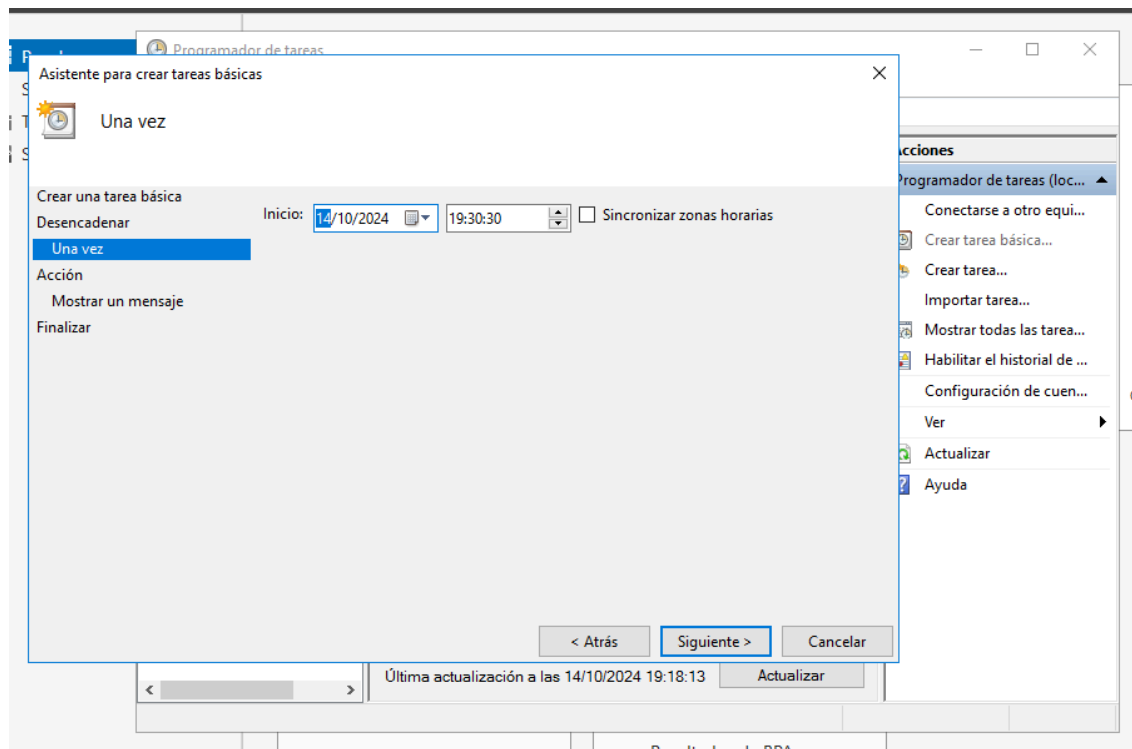 Programador de tareas
Asistente para crear tareas básicas
Una vez
Crear una tarea básica
Desencadenar
Una vez
Acción
Mostrar un mensaje
Finalizar
Inicio: 14/10/2024 19:30:30 Sincronizar zonas horarias
< Atrás Siguiente > Cancelar
Última actualización a las 14/10/2024 19:18:13 Actualizar
Acciones
Programador de tareas (loc...
Conectarse a otro equi...
Crear tarea básica...
Crear tarea...
Importar tarea...
Mostrar todas las tarea...
Habilitar el historial de ...
Configuración de cuen...
Ver
Actualizar
Ayuda